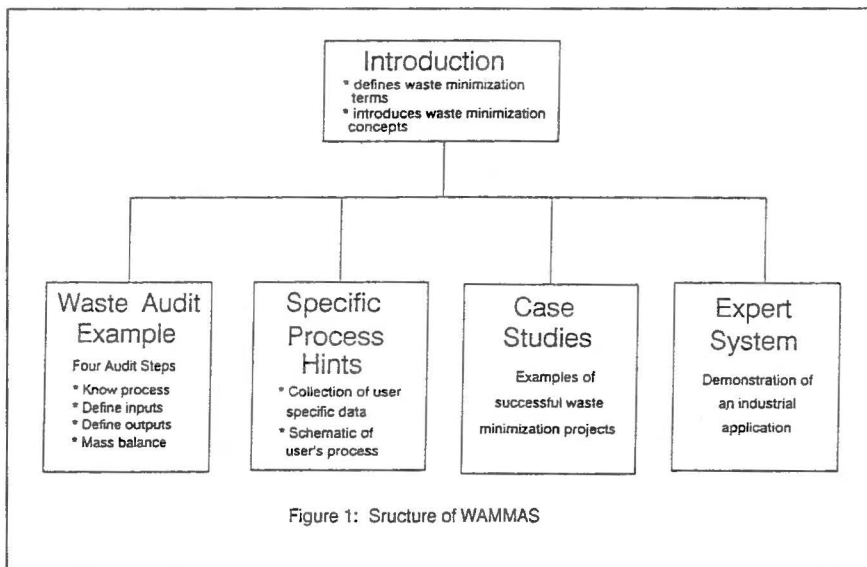 Introduction
* defines waste minimization
terms
* introduces waste minimization
concepts
Waste Audit
Example
Four Audit Steps
* Know process
* Define inputs
* Define outputs
* Mass balance
Specific
Process
Hints
* Collection of user
specific data
* Schematic of
user's process
Case
Studies
Examples of
successful waste
minimization projects
Expert
System
Demonstration of
an industrial
application
Figure 1: Sructure of WAMMAS